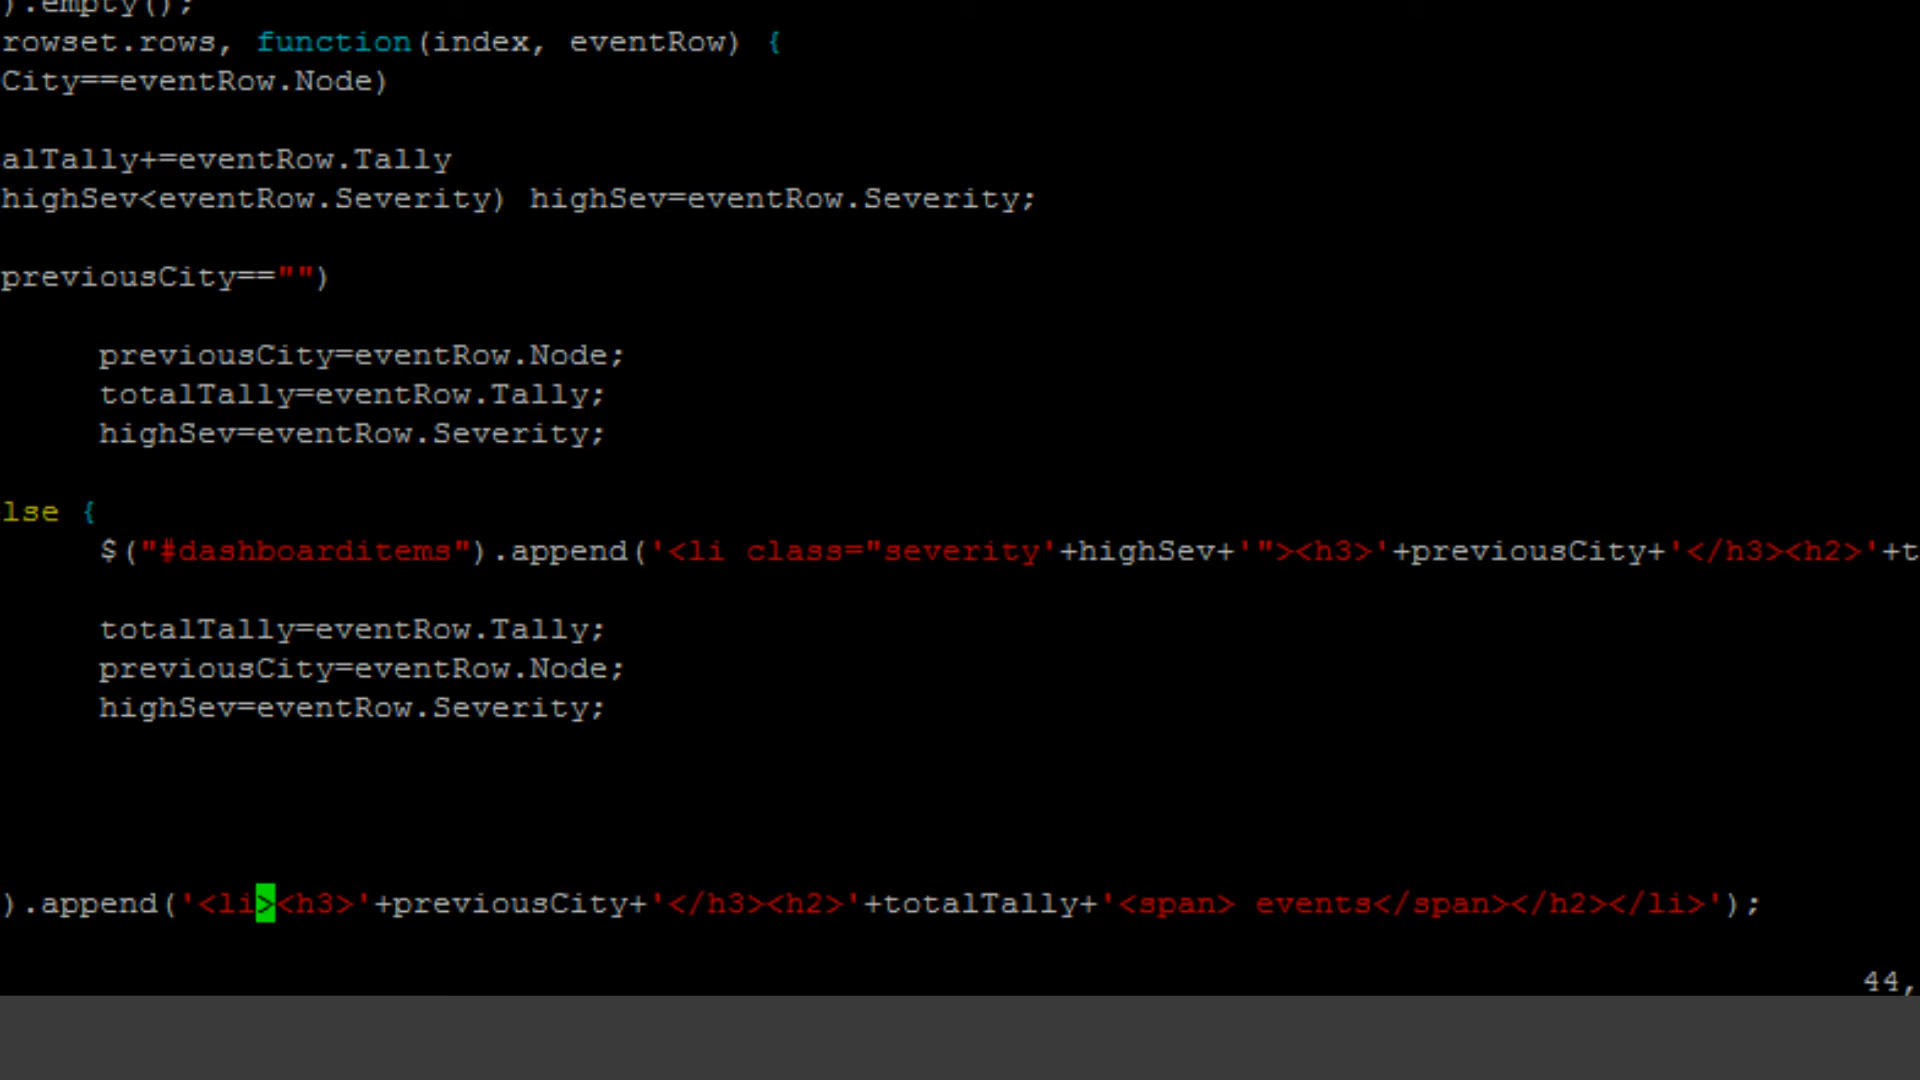 ).empty();
rowset.rows, function(index, eventRow) {
City==eventRow.Node)
alTally+=eventRow.Tally
highSev<eventRow.Severity) highSev=eventRow.Severity;
previousCity=="")
previousCity=eventRow.Node;
totalTally=eventRow.Tally;
highSev=eventRow.Severity;
lse {
$("#dashboarditems").append('<li class="severity'+highSev+'"><h3>'+previousCity+'</h3><h2>'+t
totalTally=eventRow.Tally;
previousCity=eventRow.Node;
highSev=eventRow.Severity;
).append('<li><h3>'+previousCity+'</h3><h2>'+totalTally+'<span> events</span></h2></li>');
44,